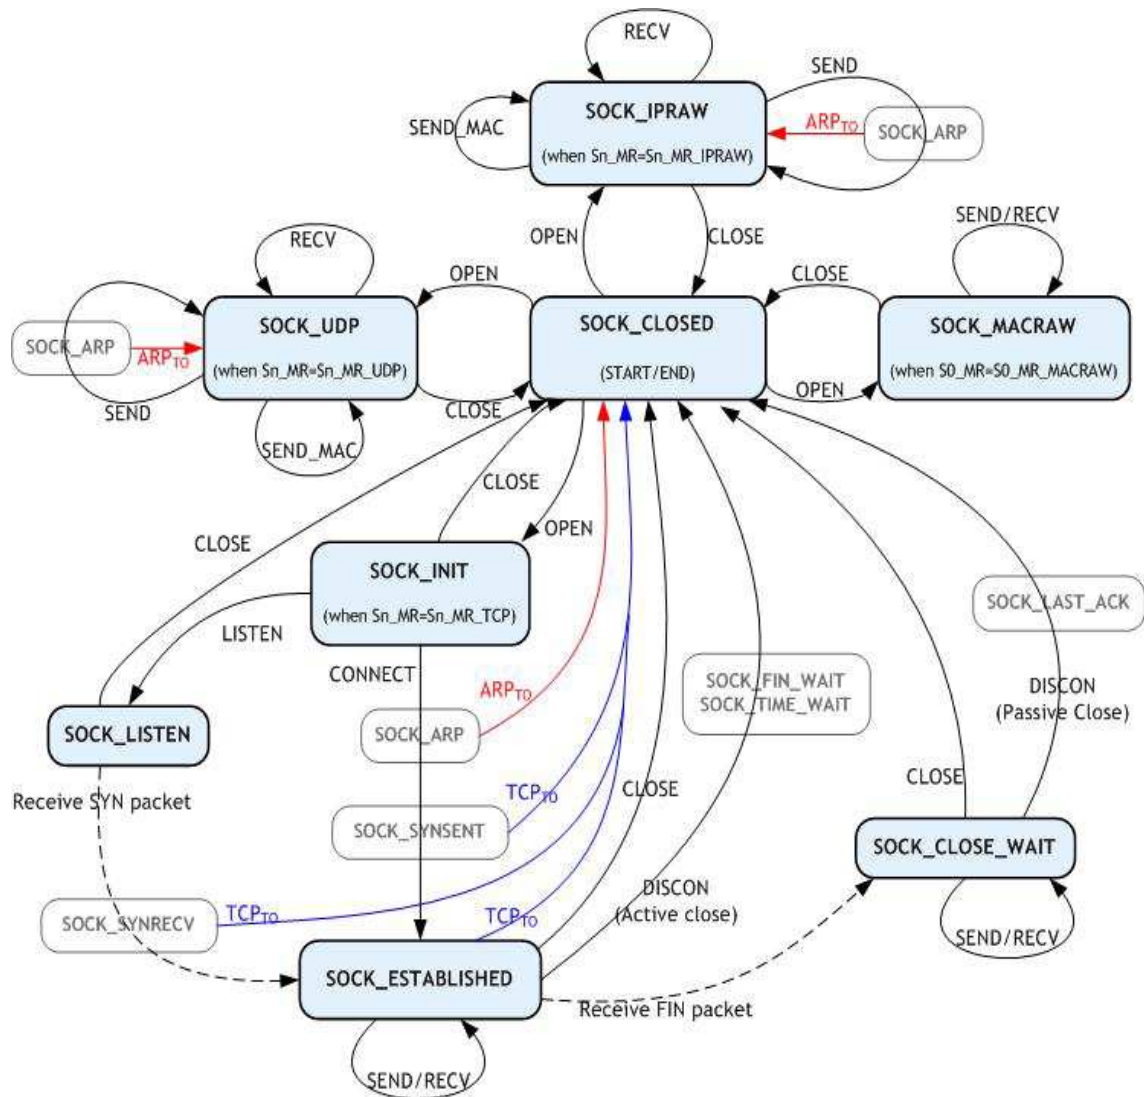 RECV
SEND
SOCK_IPRAW
SEND_MAC
ARPTO
SOCK_ARP
(when Sn_MR=Sn_MR_IPRAW)
SEND/RECV
RECV
OPEN
CLOSE
OPEN
CLOSE
SOCK_UDP
SOCK_CLOSED
SOCK_MACRAW
SOCK_ARP
ARPTO
(when Sn_MR=Sn_MR_UDP)
(START/END)
(when S0_MR=S0_MR_MACRAW)
SEND
CLOSE
OPEN
SEND_MAC
CLOSE
OPEN
CLOSE
SOCK_INIT
(when Sn_MR=Sn_MR_TCP)
SOCK_LAST_ACK
LISTEN
CONNECT
ARPTO
SOCK_FIN_WAIT
SOCK_TIME_WAIT
DISCON
(Passive Close)
SOCK_LISTEN
SOCK_ARP
CLOSE
Receive SYN packet
TCPTO
CLOSE
SOCK_SYNSENT
SOCK_CLOSE_WAIT
DISCON
(Active close)
SOCK_SYNRECV
TCPTO
TCPTO
SEND/RECV
SOCK_ESTABLISHED
Receive FIN packet
SEND/RECV